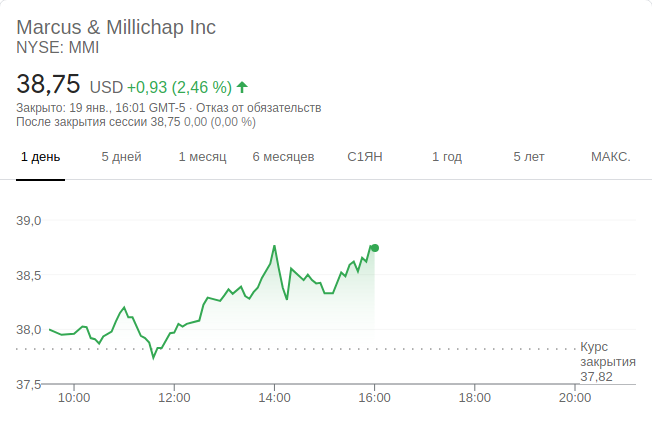 Marcus & Millichap Inc
NYSE: MMI
38,75 USD +0,93 (2,46 %)
Закрыто: 19 янв., 16:01 GMT-5 · Отказ от обязательств
После закрытия сессии 38,75 0,00 (0,00 %)
1 день 5 дней 1 месяц 6 месяцев С1ЯН 1 год 5 лет МАКС.
39,0
38,5
38,0
Курс
закрытия
37,82
37,5
10:00 12:00 14:00 16:00 18:00 20:00